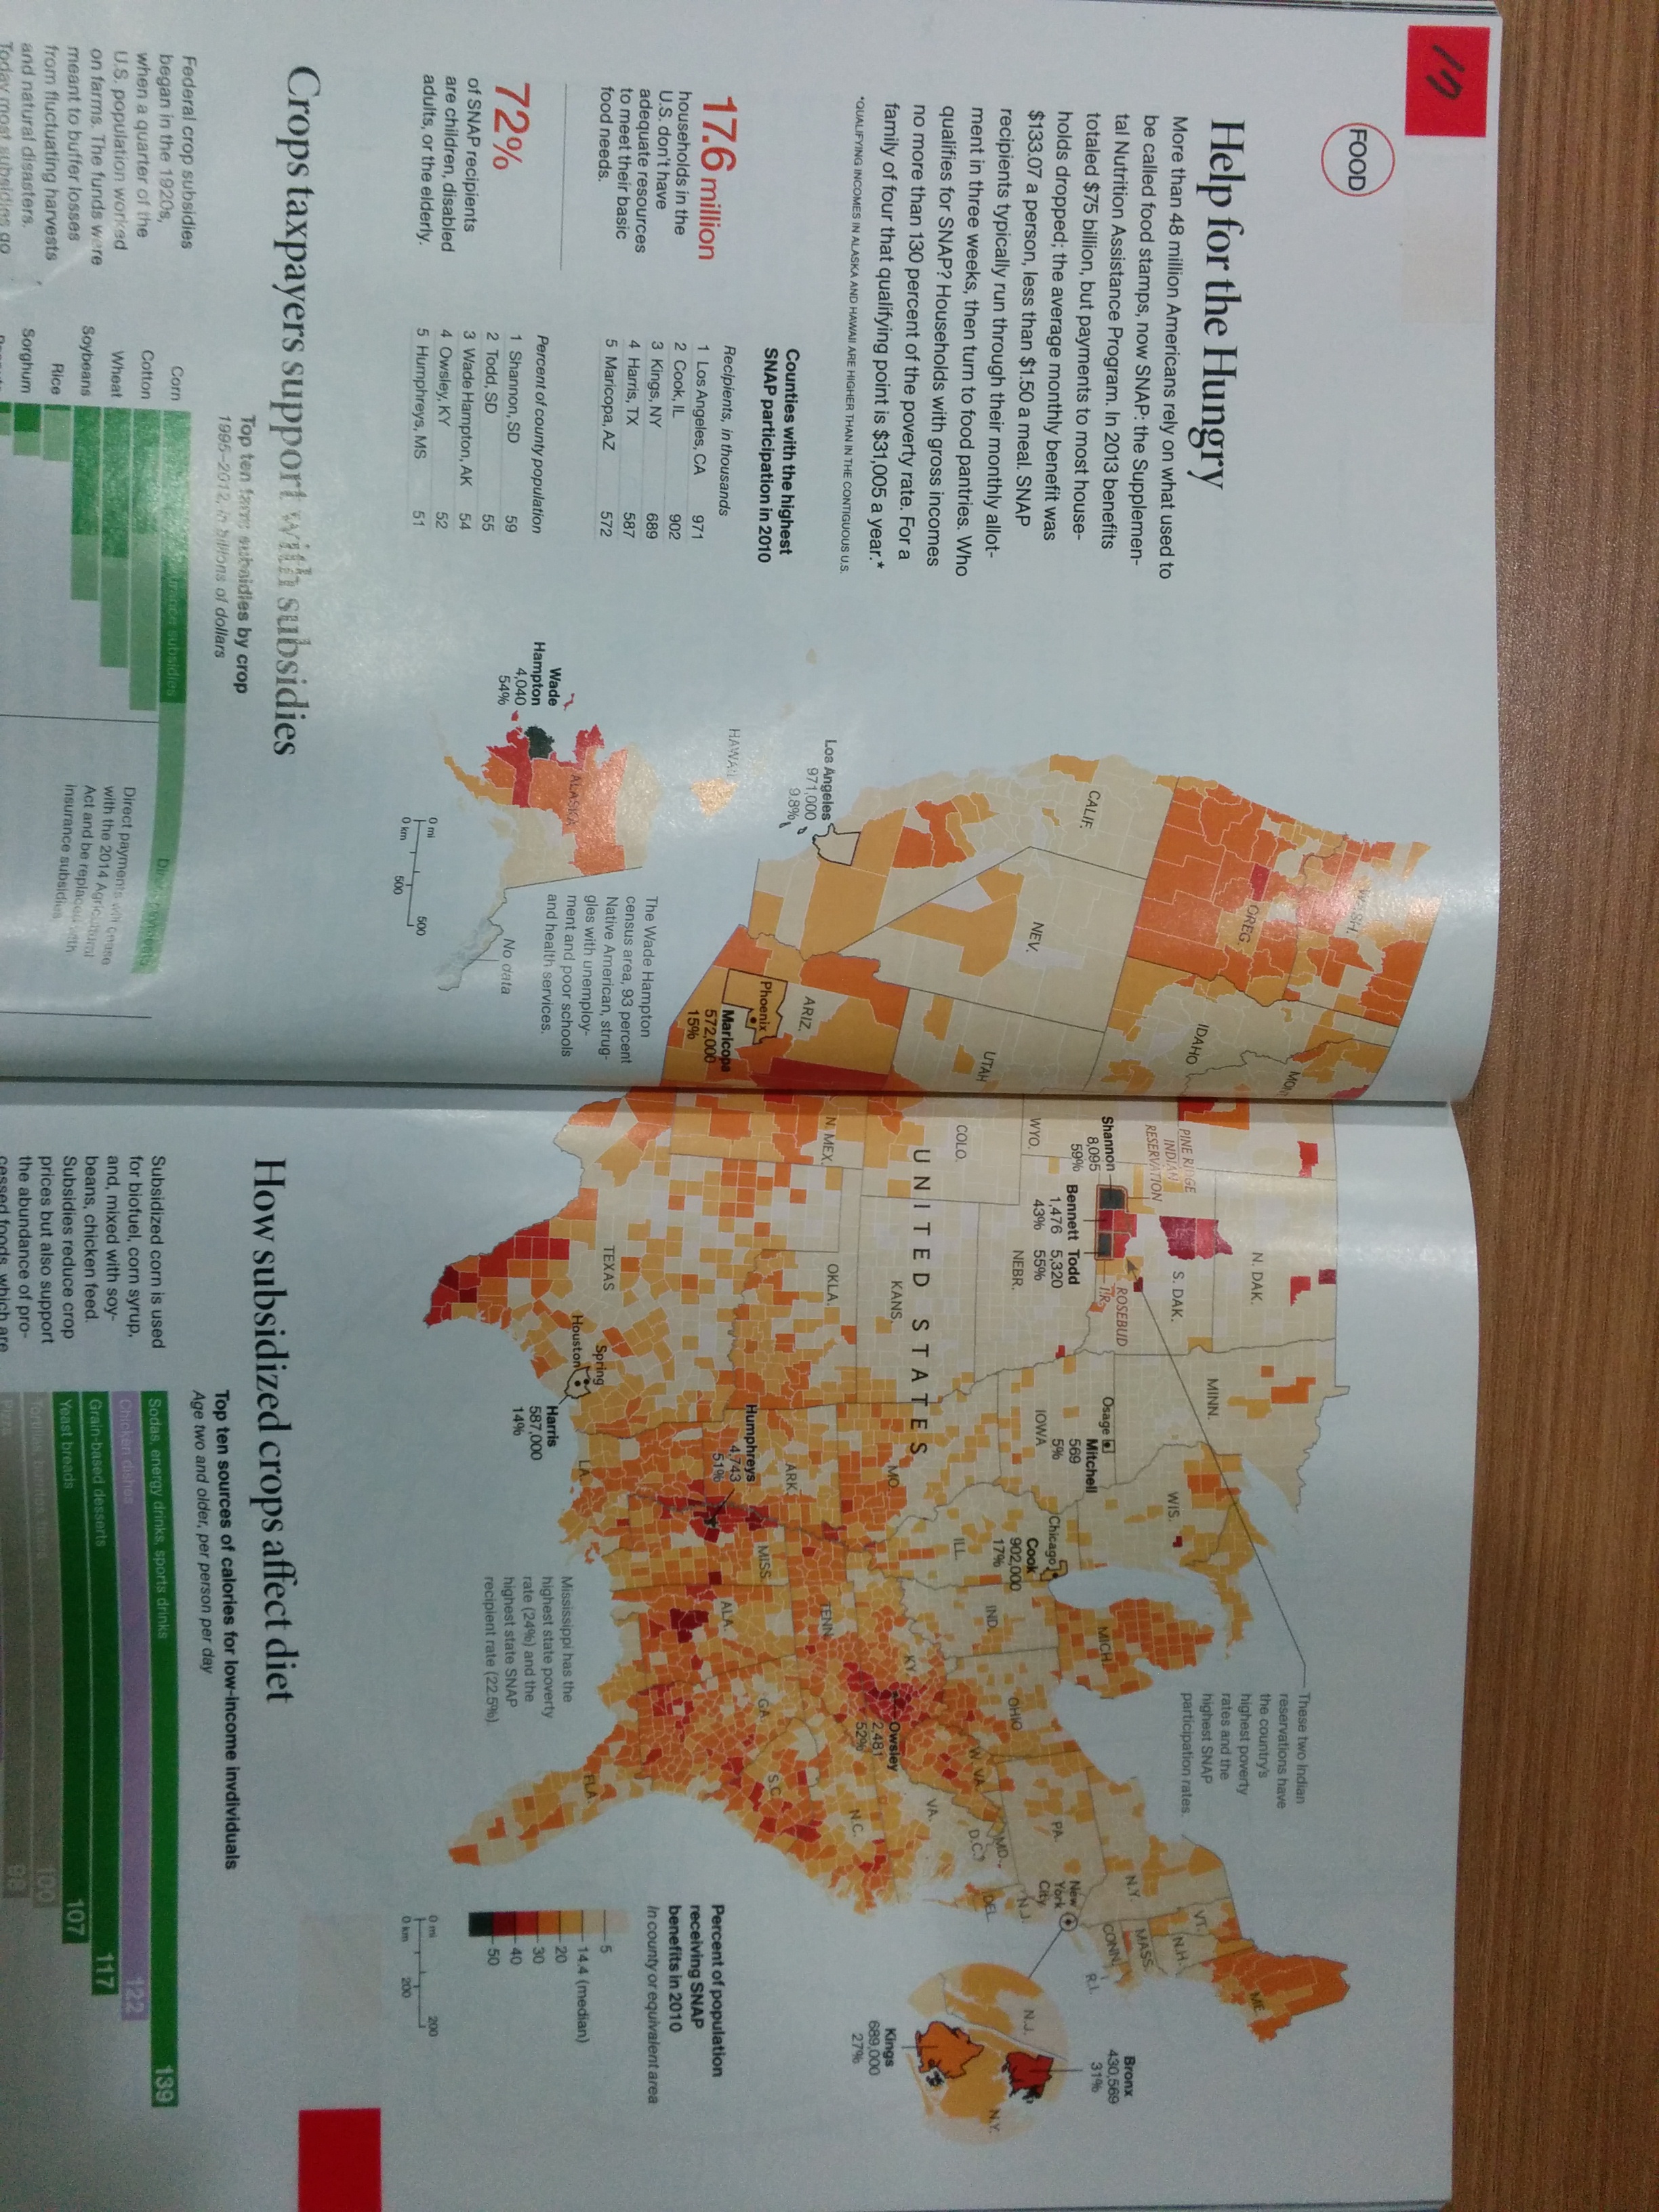 17
FOOD
Help for the Hungry
More than 48 million Americans rely on what used to
be called food stamps, now SNAP: the Supplemen-
tal Nutrition Assistance Program. In 2013 benefits
totaled $75 billion, but payments to most house-
holds dropped; the average monthly benefit was
$133.07 a person, less than $1.50 a meal. SNAP
recipients typically run through their monthly allot-
ment in three weeks, then turn to food pantries. Who
qualifies for SNAP? Households with gross incomes
no more than 130 percent of the poverty rate. For a
family of four that qualifying point is $31,005 a year.*
*QUALIFYING INCOMES IN ALASKA AND HAWAII ARE HIGHER THAN IN THE CONTIGUOUS U.S.
17.6 million
households in the
U.S. don't have
adequate resources
to meet their basic
food needs.
72%
of SNAP recipients
are children, disabled
adults, or the elderly.
Counties with the highest
SNAP participation in 2010
Recipients, in thousands
1 Los Angeles, CA 971
2 Cook, IL 902
3 Kings, NY 689
4 Harris, TX 587
5 Maricopa, AZ 572
Percent of county population
1 Shannon, SD 59
2 Todd, SD 55
3 Wade Hampton, AK 54
4 Owsley, KY 52
5 Humphreys, MS 51
WASH.
OREG.
CALIF.
NEV.
IDAHO
UTAH
ARIZ.
WYO.
COLO.
N. MEX.
N. DAK.
S. DAK.
NEBR.
KANS.
OKLA.
TEXAS
MINN.
IOWA
MO.
ARK.
LA.
WIS.
ILL.
MISS.
MICH.
IND.
KY.
TENN.
ALA.
OHIO
W. VA.
VA.
N.C.
S.C.
GA.
FLA.
PA.
N.Y.
MD.
D.C.
DEL.
N.J.
CONN.
R.I.
MASS.
VT.
N.H.
ME.
UNITED STATES
Los Angeles
971,000
9.8%
HAWAII
Wade
Hampton
4,040
54%
ALASKA
No data
0 mi 500
0 km 500
The Wade Hampton
census area, 93 percent
Native American, strug-
gles with unemploy-
ment and poor schools
and health services.
Phoenix
Maricopa
572,000
15%
PINE RIDGE
INDIAN
RESERVATION
Shannon
8,095
59%
Bennett
1,476
43%
Todd
5,320
55%
ROSEBUD
I.R.
Osage
Mitchell
569
5%
Chicago
Cook
902,000
17%
Spring
Houston
Harris
587,000
14%
Humphreys
4,743
51%
Owsley
2,481
52%
Mississippi has the
highest state poverty
rate (24%) and the
highest state SNAP
recipient rate (22.5%).
These two Indian
reservations have
the country's
highest poverty
rates and the
highest SNAP
participation rates.
New
York
City
N.J.
N.Y.
Bronx
430,569
31%
Kings
689,000
27%
Percent of population
receiving SNAP
benefits in 2010
In county or equivalent area
5
14.4 (median)
20
30
40
50
0 mi 200
0 km 200
Crops taxpayers support with subsidies
Federal crop subsidies
began in the 1920s,
when a quarter of the
U.S. population worked
on farms. The funds were
meant to buffer losses
from fluctuating harvests
and natural disasters.
Today most subsidies go
Top ten farm subsidies by crop
1995–2012, in billions of dollars
Corn
Cotton
Wheat
Soybeans
Rice
Sorghum
insurance subsidies
Direct payments
Direct payments will cease
with the 2014 Agricultural
Act and be replaced with
insurance subsidies.
How subsidized crops affect diet
Subsidized corn is used
for biofuel, corn syrup,
and, mixed with soy-
beans, chicken feed.
Subsidies reduce crop
prices but also support
the abundance of pro-
cessed foods, which are
Top ten sources of calories for low-income individuals
Age two and older, per person per day
Sodas, energy drinks, sports drinks 139
Chicken dishes 122
Grain-based desserts 117
Yeast breads 107
Tortillas, burritos, tacos 100
Pizza 98